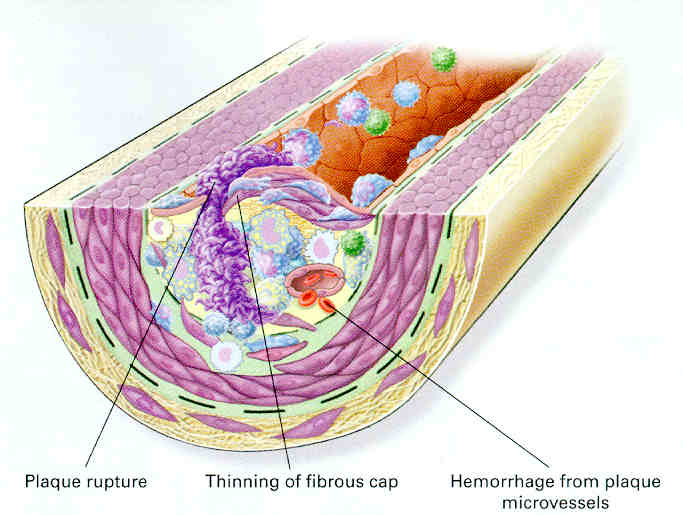 Plaque rupture
Thinning of fibrous cap
Hemorrhage from plaque
microvessels